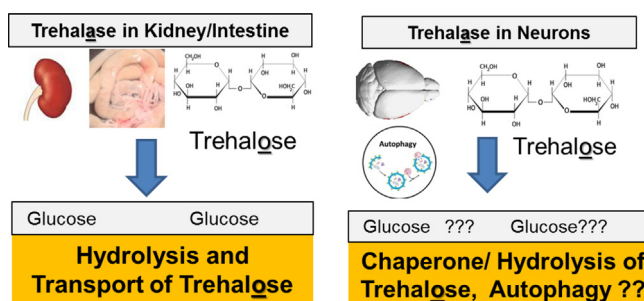 Trehalase in Kidney/Intestine
Trehalose
Glucose Glucose
Hydrolysis and
Transport of Trehalose
Trehalase in Neurons
Autophagy
Trehalose
Glucose ??? Glucose???
Chaperone/ Hydrolysis of
Trehalose, Autophagy ??